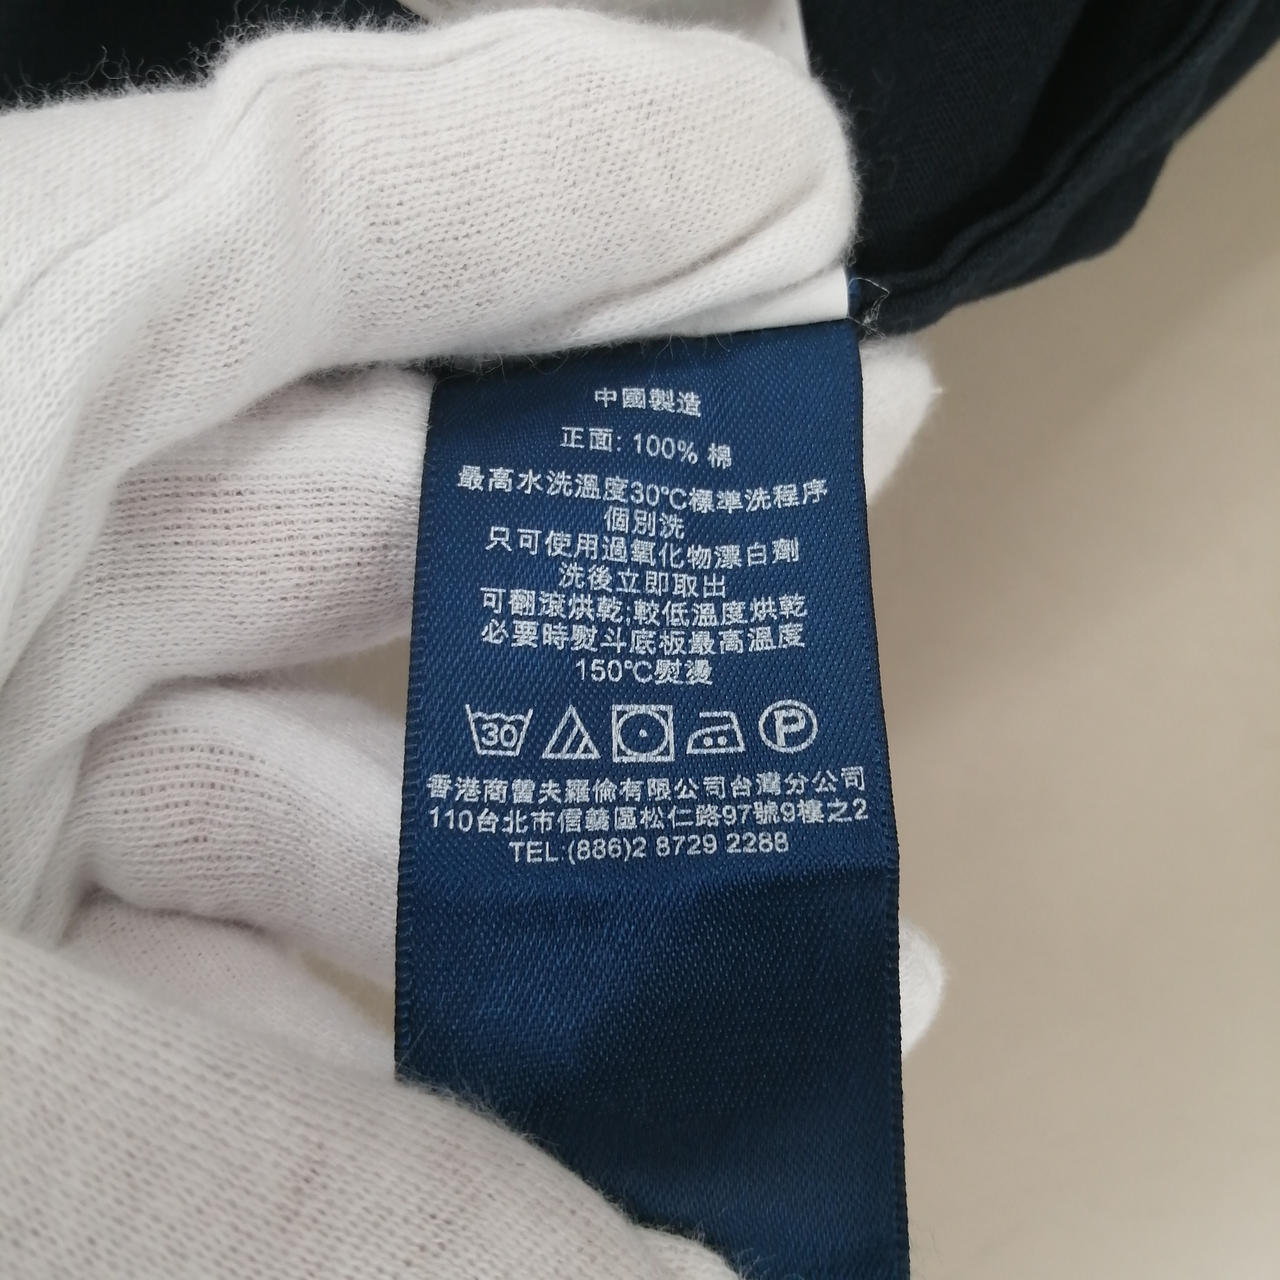 中國製造
正面: 100% 棉
最高水洗溫度30°C標準洗程序
個別洗
只可使用過氧化物漂白劑
洗後立即取出
可翻滾烘乾;較低溫度烘乾
必要時熨斗底板最高溫度
150°C熨燙
30 P
香港商雷夫羅倫有限公司台灣分公司
110台北市信義區松仁路97號9樓之2
TEL:(886)2 8729 2288